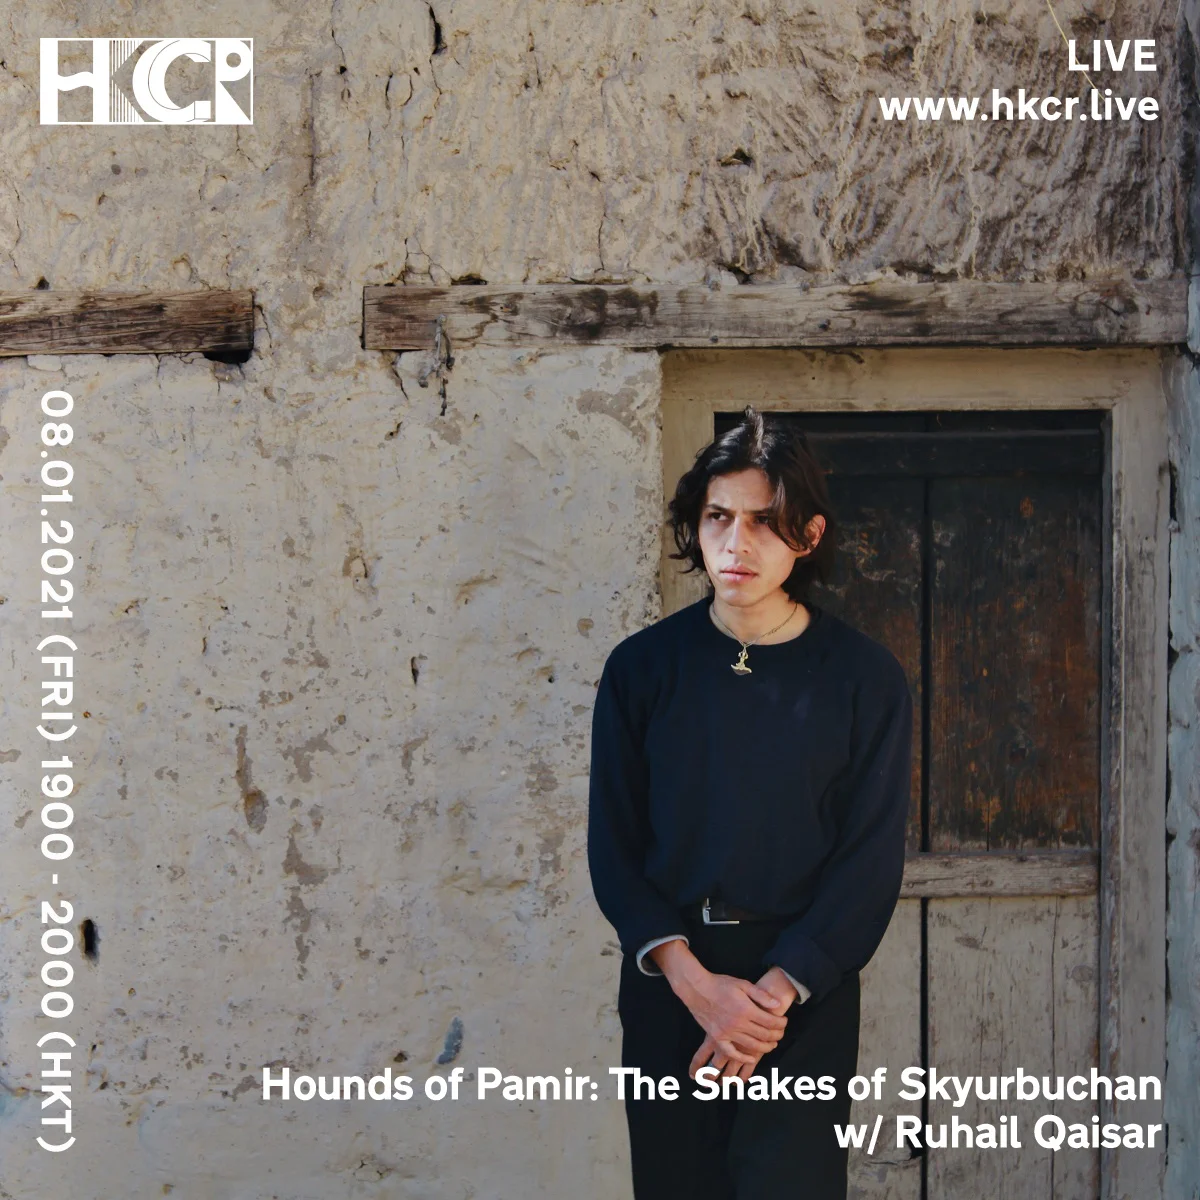 HKCR
LIVE
www.hkcr.live
08.01.2021 (FRI) 1900 - 2000 (HKT)
Hounds of Pamir: The Snakes of Skyurbuchan
w/ Ruhail Qaisar